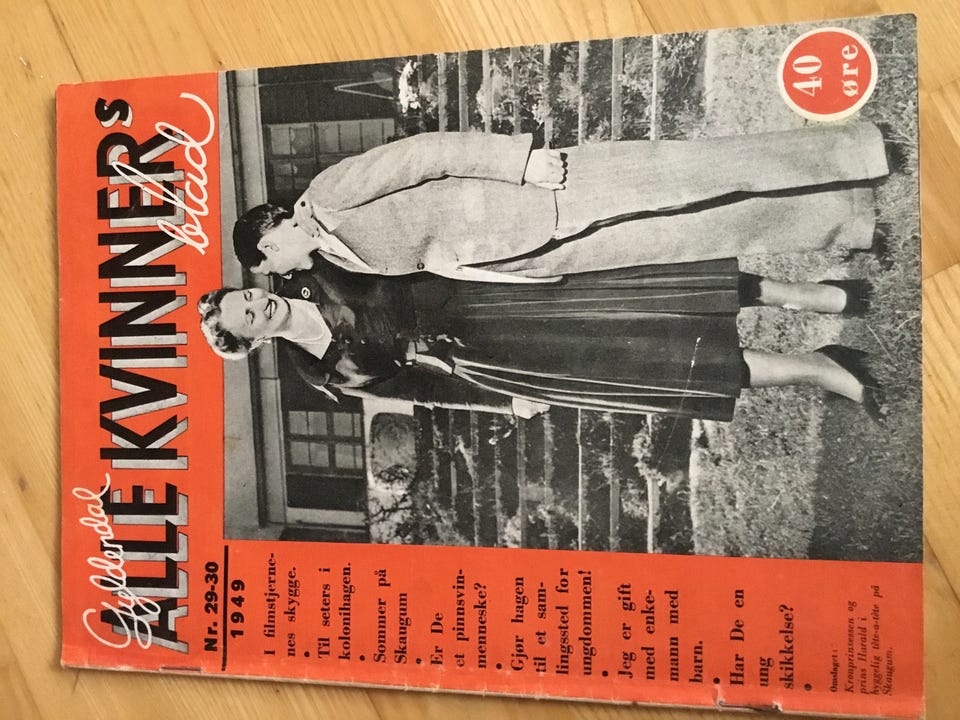 Gyldendal
ALLE KVINNERs
blad
Nr. 29-30
1949
I filmstjerne-
nes skygge.
•
Til seters i
kolonihagen.
•
Sommer på
Skaugum
•
Er De
et pinnsvin-
menneske?
•
Gjør hagen
til et sam-
lingssted for
ungdommen!
•
Jeg er gift
med enke-
mann med
barn.
•
Har De en
ung
skikkelse?
•
Omslaget:
Kronprinsessen og
prins Harald i
hyggelig tête-a-tête på
Skaugum.
40
øre